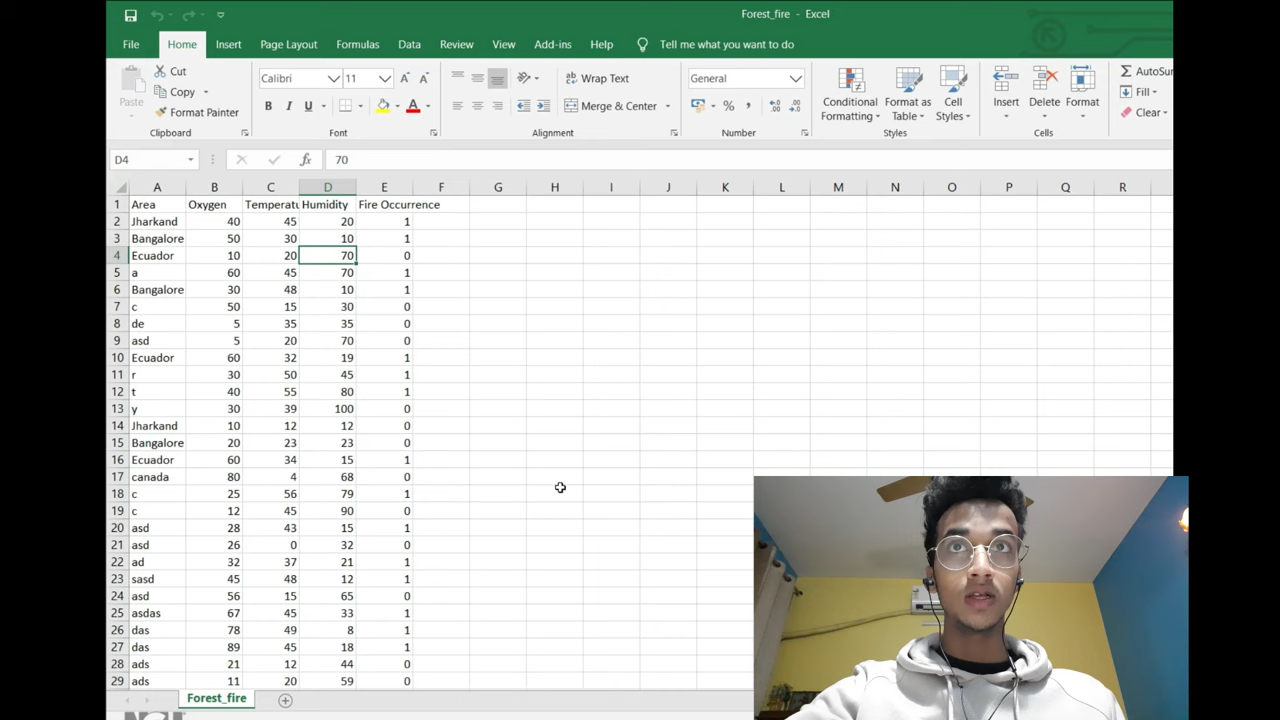 Forest_fire - Excel
File Home Insert Page Layout Formulas Data Review View Add-ins Help Tell me what you want to do
Paste
Cut
Copy
Format Painter
Calibri 11
B I U
Font
Wrap Text
Merge & Center
Alignment
General
%
Number
Conditional Formatting
Format as Table
Cell Styles
Styles
Insert Delete Format
Cells
AutoSu
Fill
Clear
D4 fx 70
A B C D E F G H I J K L M N O P Q R
1 Area Oxygen Temperatu Humidity Fire Occurrence
2 Jharkand 40 45 20 1
3 Bangalore 50 30 10 1
4 Ecuador 10 20 70 0
5 a 60 45 70 1
6 Bangalore 30 48 10 1
7 c 50 15 30 0
8 de 5 35 35 0
9 asd 5 20 70 0
10 Ecuador 60 32 19 1
11 r 30 50 45 1
12 t 40 55 80 1
13 y 30 39 100 0
14 Jharkand 10 12 12 0
15 Bangalore 20 23 23 0
16 Ecuador 60 34 15 1
17 canada 80 4 68 0
18 c 25 56 79 1
19 c 12 45 90 0
20 asd 28 43 15 1
21 asd 26 0 32 0
22 ad 32 37 21 1
23 sasd 45 48 12 1
24 asd 56 15 65 0
25 asdas 67 45 33 1
26 das 78 49 8 1
27 das 89 45 18 1
28 ads 21 12 44 0
29 ads 11 20 59 0
Forest_fire